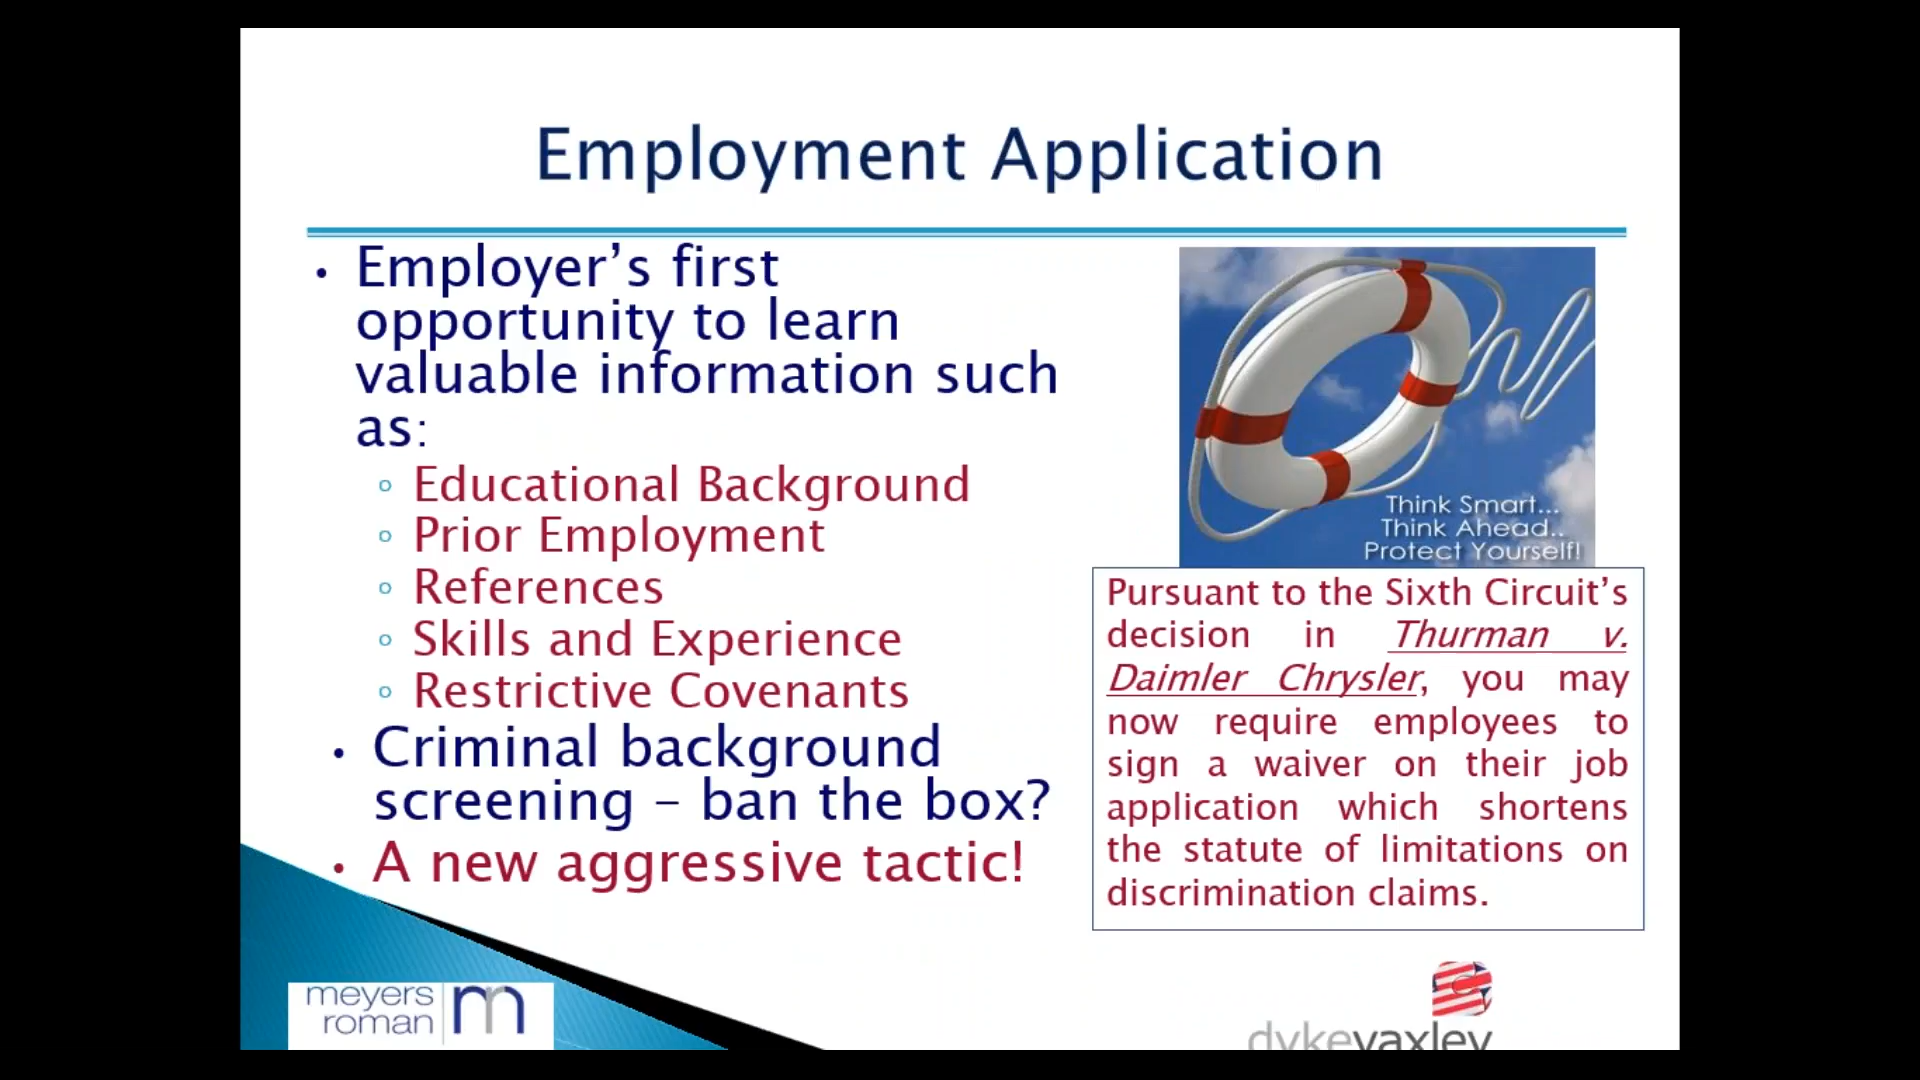 Employment Application
• Employer’s first
opportunity to learn
valuable information such
as:
◦ Educational Background
◦ Prior Employment
◦ References
◦ Skills and Experience
◦ Restrictive Covenants
• Criminal background
screening – ban the box?
• A new aggressive tactic!
Think Smart...
Think Ahead..
Protect Yourself!
Pursuant to the Sixth Circuit’s
decision in Thurman v.
Daimler Chrysler, you may
now require employees to
sign a waiver on their job
application which shortens
the statute of limitations on
discrimination claims.
meyers
roman
m
dykeyaxley